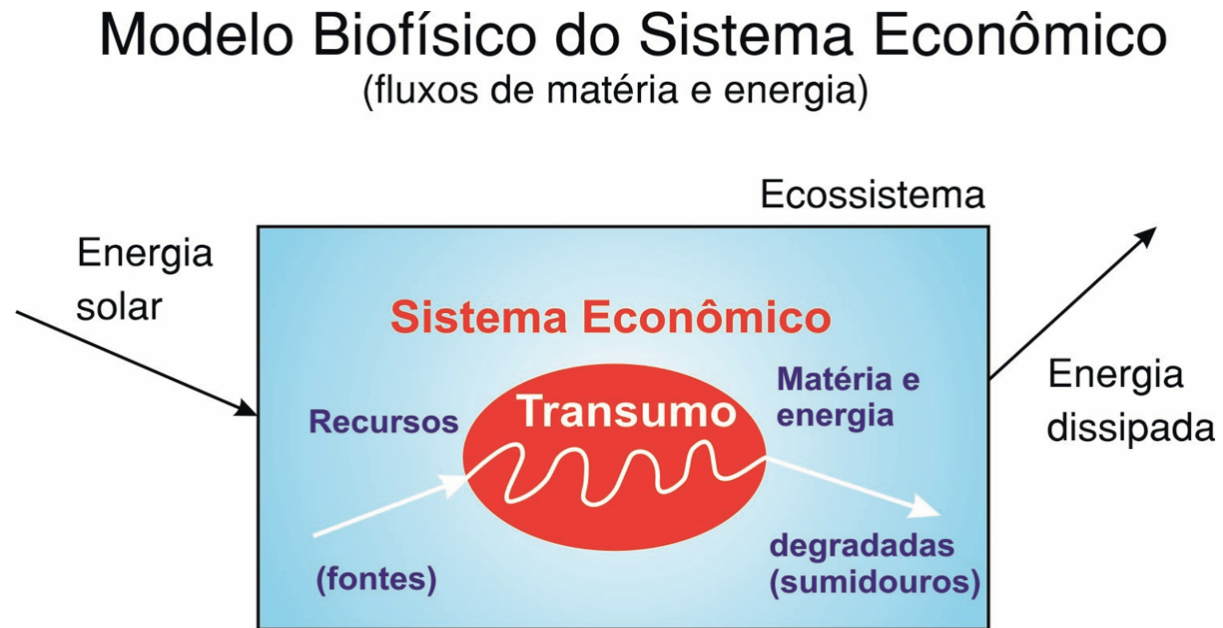 Modelo Biofísico do Sistema Econômico
(fluxos de matéria e energia)
Ecossistema
Energia
solar
Sistema Econômico
Recursos
Transumo
Matéria e
energia
Energia
dissipada
(fontes)
degradadas
(sumidouros)